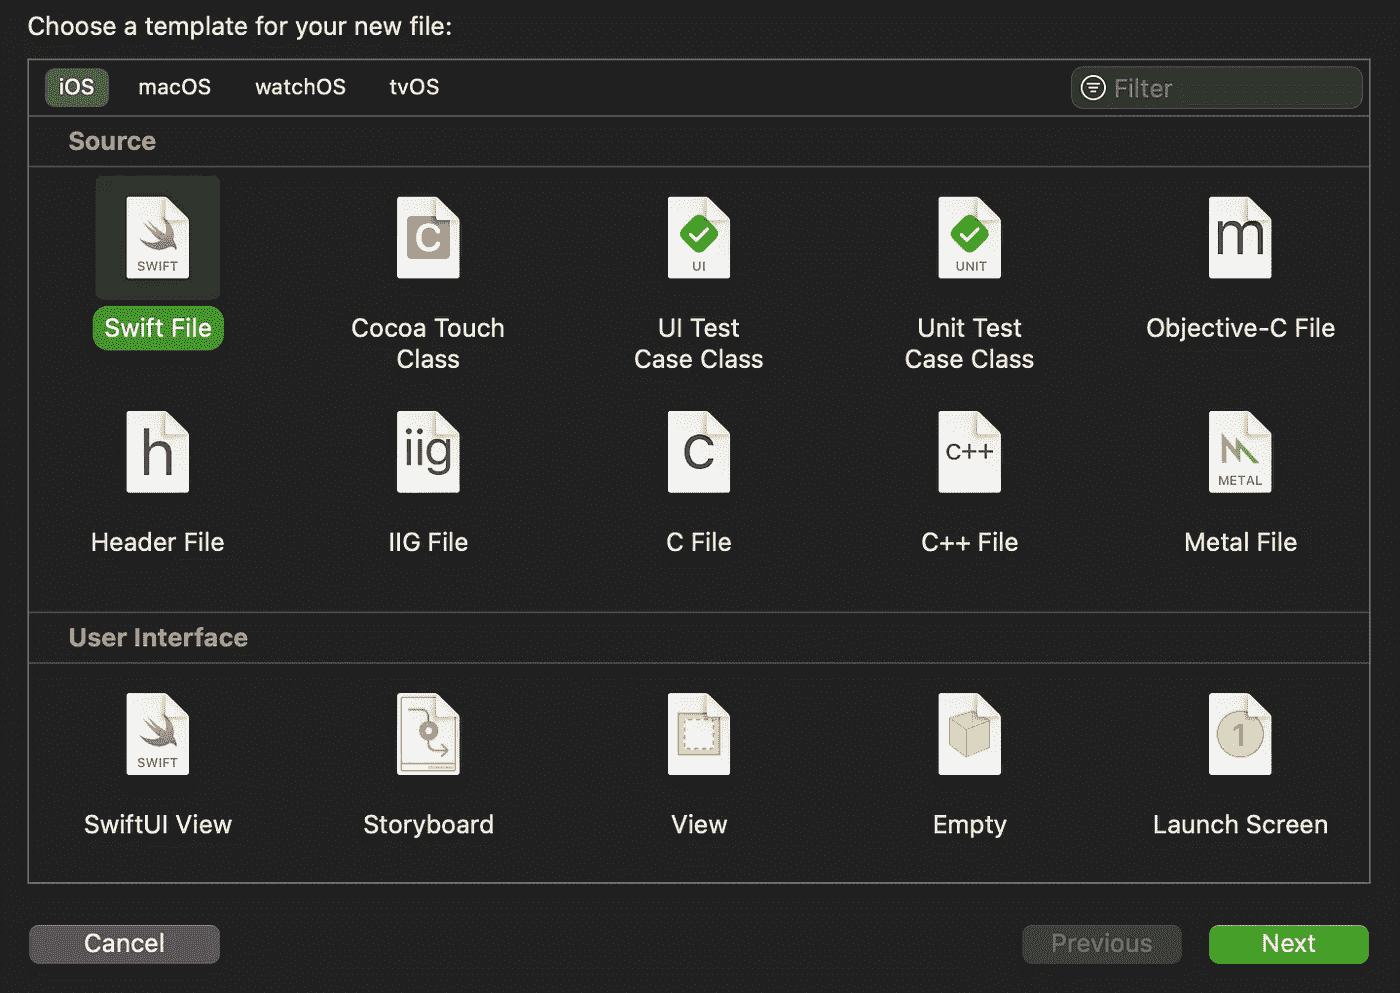 Choose a template for your new file:
iOS macOS watchOS tvOS Filter
Source
SWIFT C UI UNIT m
Swift File Cocoa Touch UI Test Unit Test Objective-C File
Class Case Class Case Class
h iig C C++ METAL
Header File IIG File C File C++ File Metal File
User Interface
SWIFT 1
SwiftUI View Storyboard View Empty Launch Screen
Cancel Previous Next